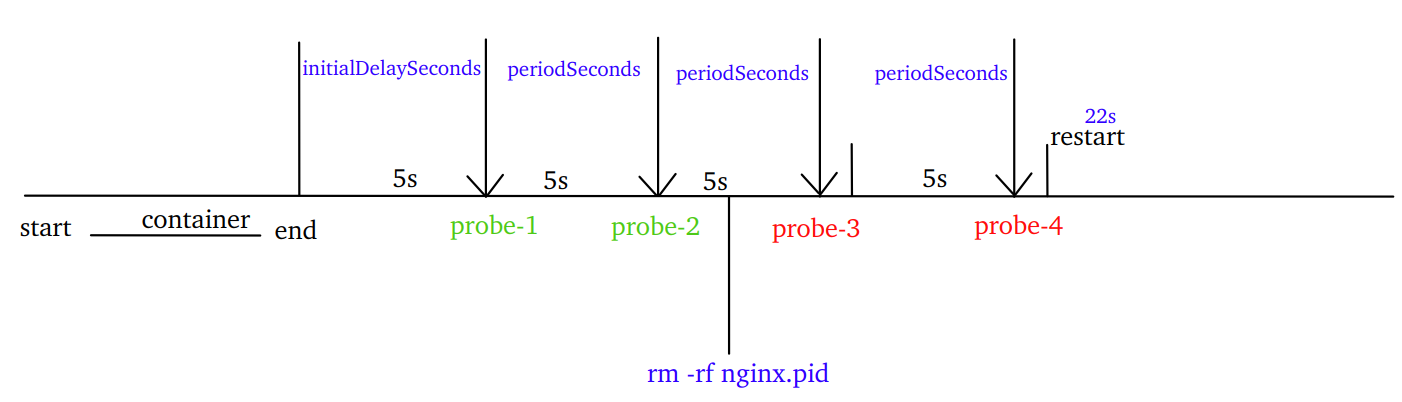 initialDelaySeconds
periodSeconds
periodSeconds
periodSeconds
22s
restart
5s
5s
5s
5s
start
container
end
probe-1
probe-2
probe-3
probe-4
rm -rf nginx.pid